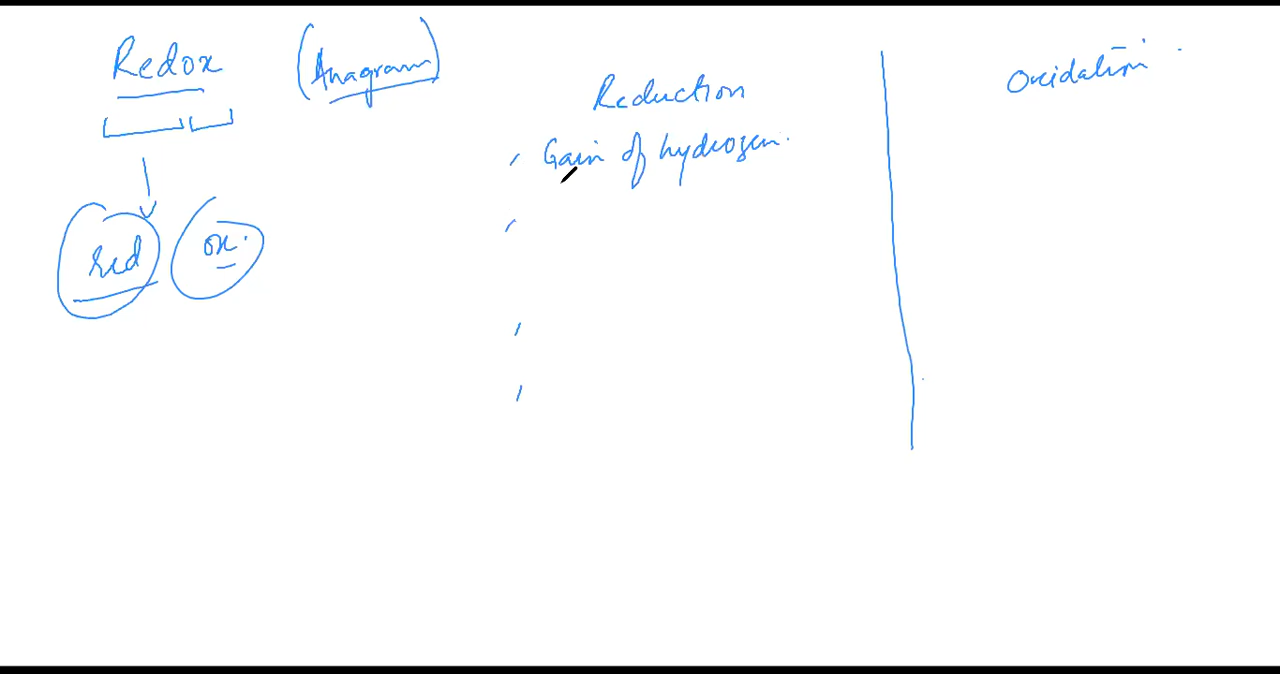 Redox (Anagram)
Reduction
Oxidation
Gain of hydrogen.
red ox.